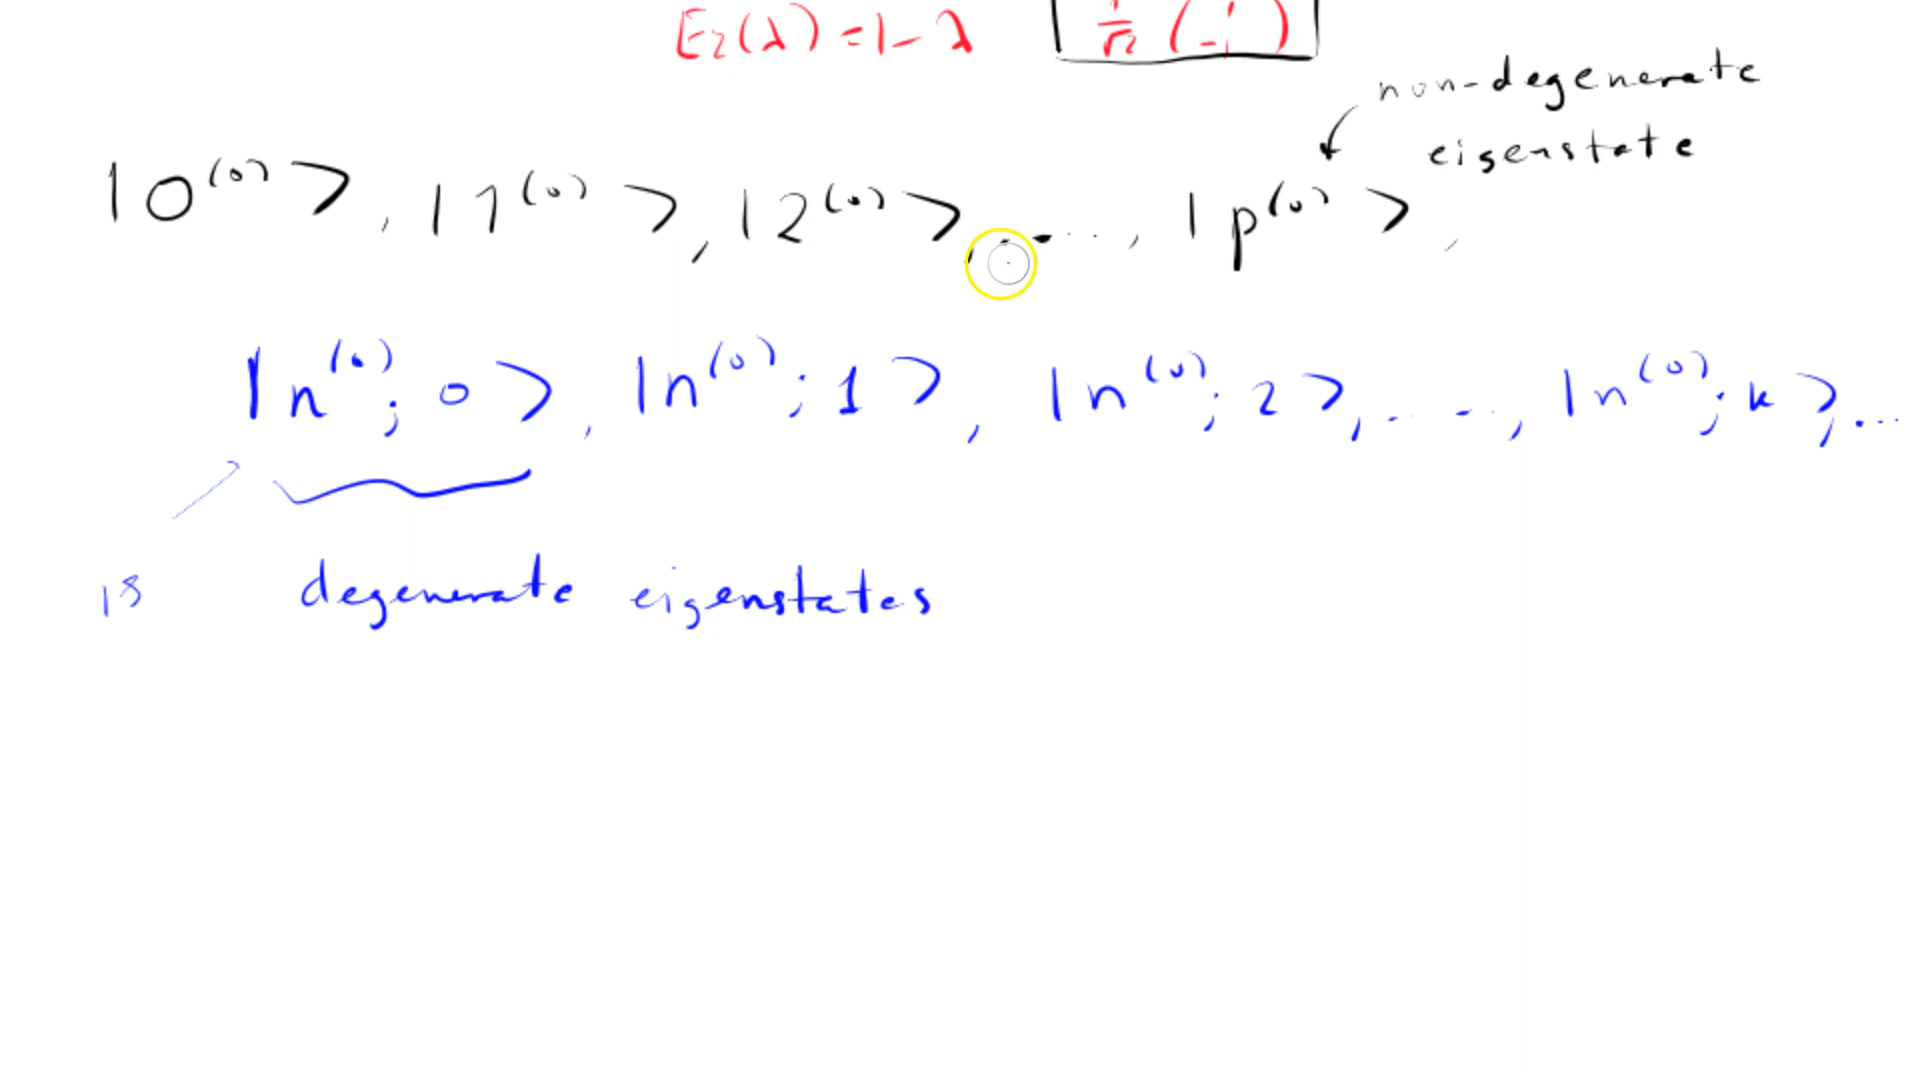 E₂(λ) = 1 - λ 1/√2 (1 -1)
non-degenerate
eigenstate
|0⁽⁰⁾>, |1⁽⁰⁾>, |2⁽⁰⁾>, ...., |p⁽⁰⁾>,
|n⁽⁰⁾; 0>, |n⁽⁰⁾; 1>, |n⁽⁰⁾; 2>, ...., |n⁽⁰⁾; k>, ...
degenerate eigenstates